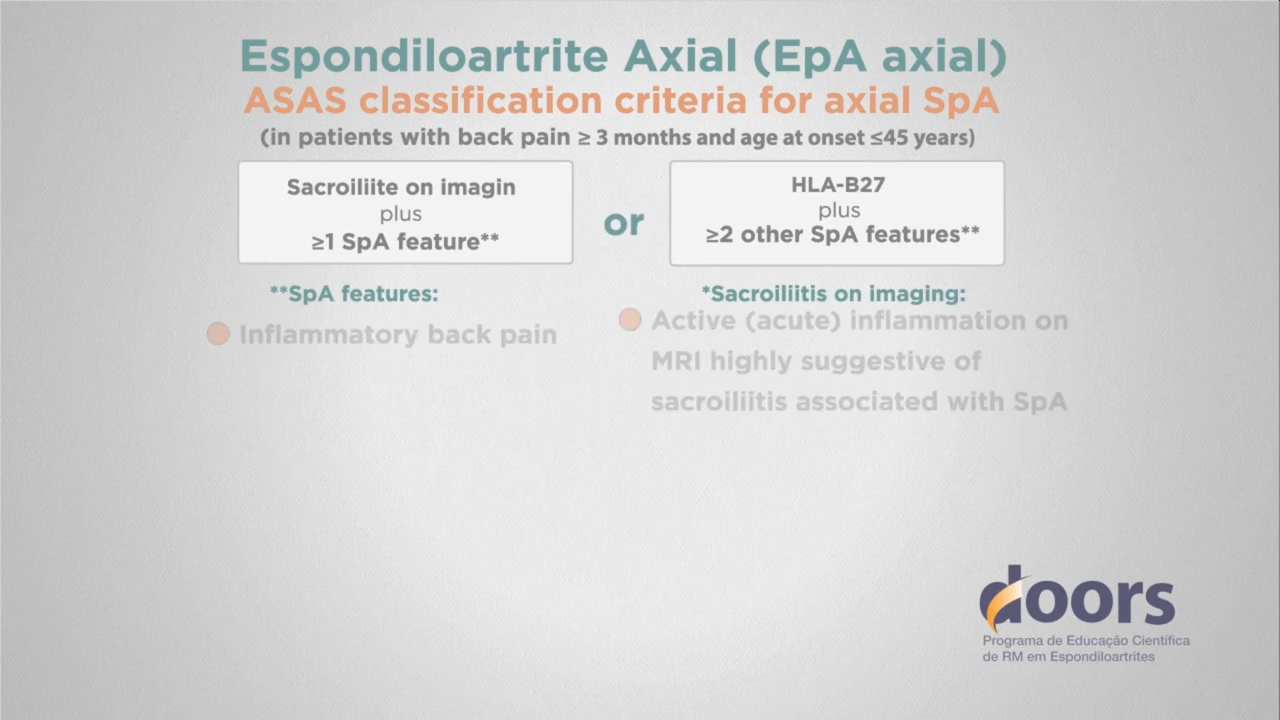 Espondiloartrite Axial (EpA axial)
ASAS classification criteria for axial SpA
(in patients with back pain ≥ 3 months and age at onset ≤45 years)
Sacroiliite on imagin
plus
≥1 SpA feature**
or
HLA-B27
plus
≥2 other SpA features**
**SpA features:
Inflammatory back pain
*Sacroiliitis on imaging:
Active (acute) inflammation on
MRI highly suggestive of
sacroiliitis associated with SpA
doors
Programa de Educação Científica
de RM em Espondiloartrites